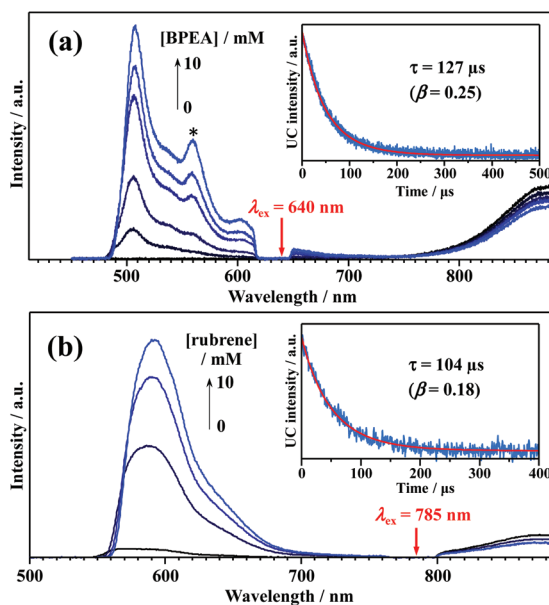 (a)
[BPEA] / mM
10
0
*
λex = 640 nm
Intensity / a.u.
500 600 700 800
Wavelength / nm
UC intensity / a.u.
τ = 127 μs
(β = 0.25)
0 100 200 300 400 500
Time / μs
(b)
[rubrene]
/ mM
10
0
λex = 785 nm
Intensity / a.u.
500 600 700 800
Wavelength / nm
UC intensity / a.u.
τ = 104 μs
(β = 0.18)
0 100 200 300 400
Time / μs